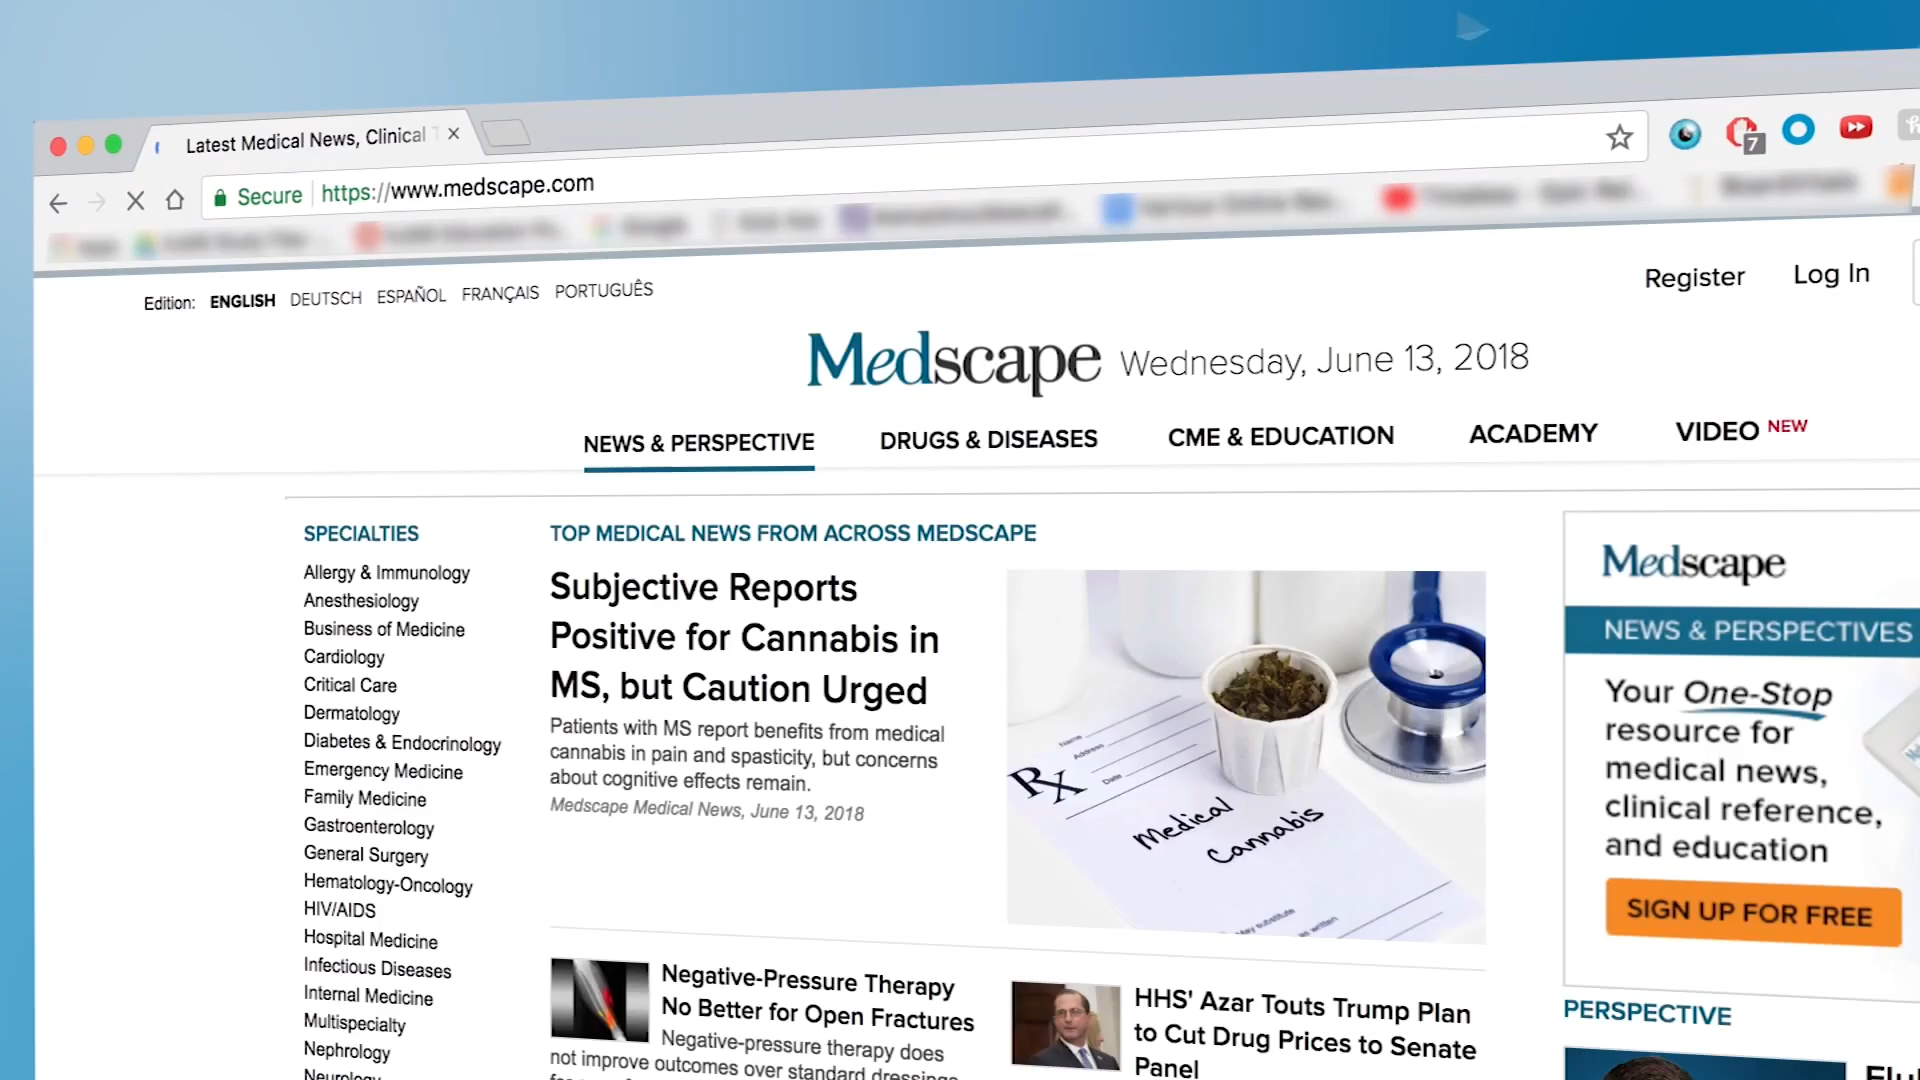 Latest Medical News, Clinical
Secure https://www.medscape.com
7
Edition: ENGLISH DEUTSCH ESPAÑOL FRANÇAIS PORTUGUÊS
Register Log In
Medscape Wednesday, June 13, 2018
NEWS & PERSPECTIVE DRUGS & DISEASES CME & EDUCATION ACADEMY VIDEO NEW
SPECIALTIES
Allergy & Immunology
Anesthesiology
Business of Medicine
Cardiology
Critical Care
Dermatology
Diabetes & Endocrinology
Emergency Medicine
Family Medicine
Gastroenterology
General Surgery
Hematology-Oncology
HIV/AIDS
Hospital Medicine
Infectious Diseases
Internal Medicine
Multispecialty
Nephrology
Neurology
TOP MEDICAL NEWS FROM ACROSS MEDSCAPE
Subjective Reports
Positive for Cannabis in
MS, but Caution Urged
Patients with MS report benefits from medical
cannabis in pain and spasticity, but concerns
about cognitive effects remain.
Medscape Medical News, June 13, 2018
Name
Address
Date
Rx
Medical
Cannabis
May substitute
as written
Negative-Pressure Therapy
No Better for Open Fractures
Negative-pressure therapy does
not improve outcomes over standard dressings
HHS' Azar Touts Trump Plan
to Cut Drug Prices to Senate
Panel
Medscape
NEWS & PERSPECTIVES
Your One-Stop
resource for
medical news,
clinical reference,
and education
SIGN UP FOR FREE
PERSPECTIVE